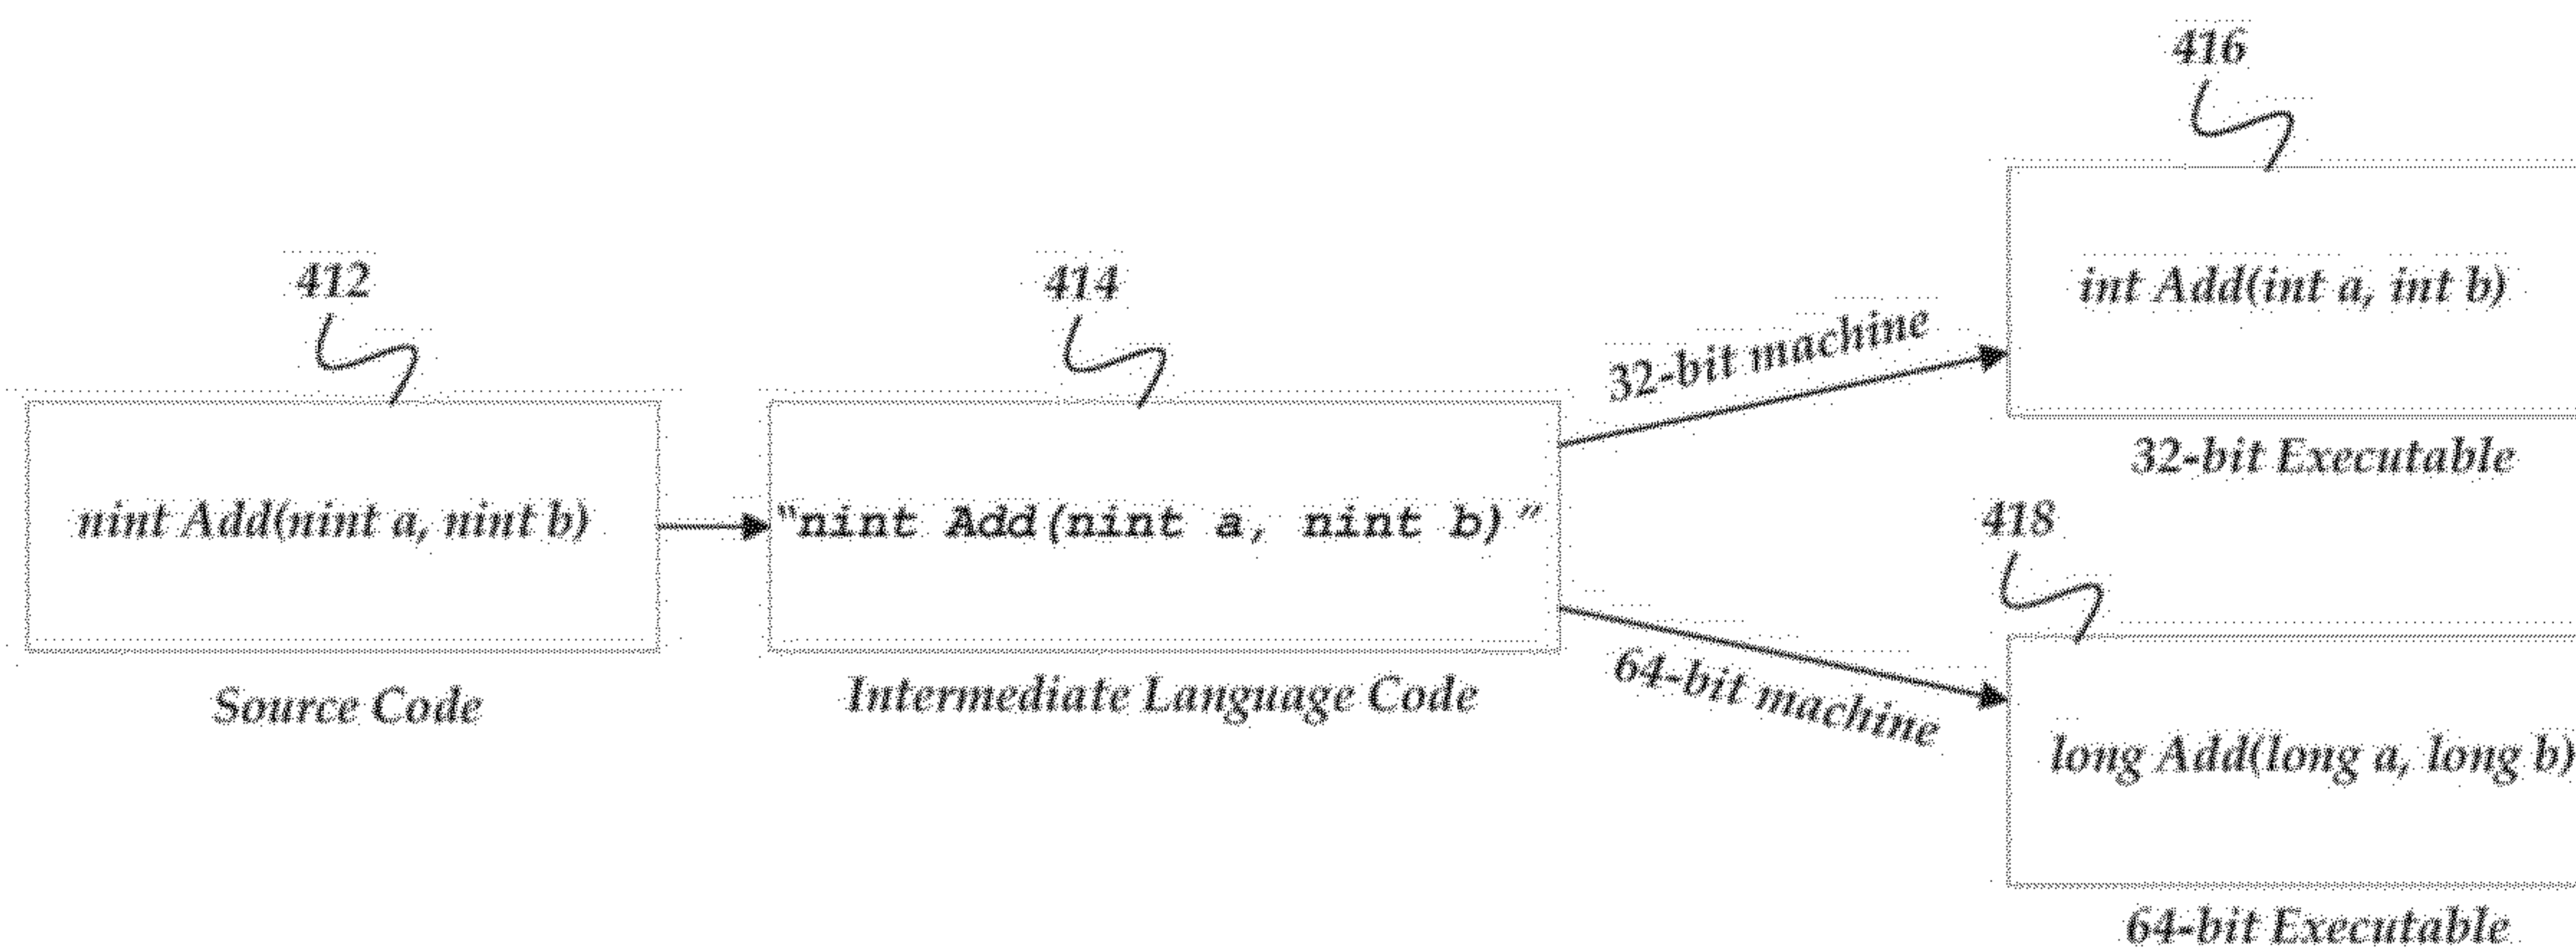 416
int Add(int a, int b)
32-bit Executable
412
nint Add(nint a, nint b)
Source Code
414
“nint Add(nint a, nint b)”
Intermediate Language Code
32-bit machine
64-bit machine
418
long Add(long a, long b)
64-bit Executable